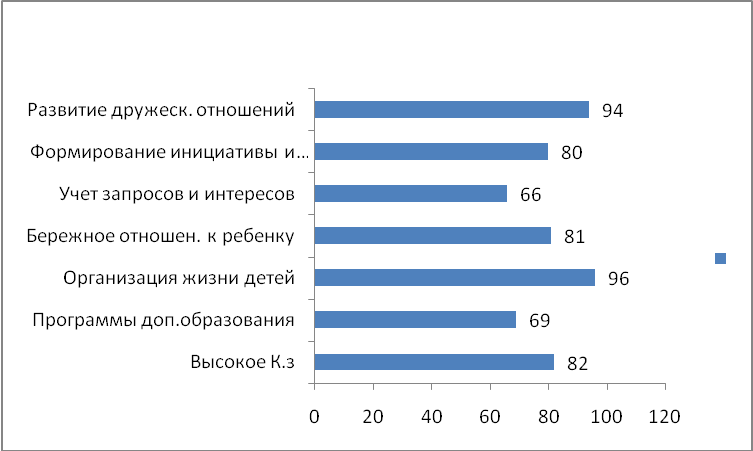 Развитие дружеск. отношений 94
Формирование инициативы и... 80
Учет запросов и интересов 66
Бережное отношен. к ребенку 81
Организация жизни детей 96
Программы доп.образования 69
Высокое К.з 82
0 20 40 60 80 100 120